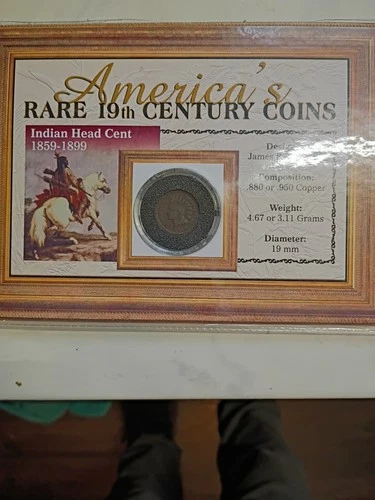 America's
RARE 19th CENTURY COINS
Indian Head Cent
1859-1899
James
Composition:
.880 or .950 Copper
Weight:
4.67 or 3.11 Grams
Diameter:
19 mm